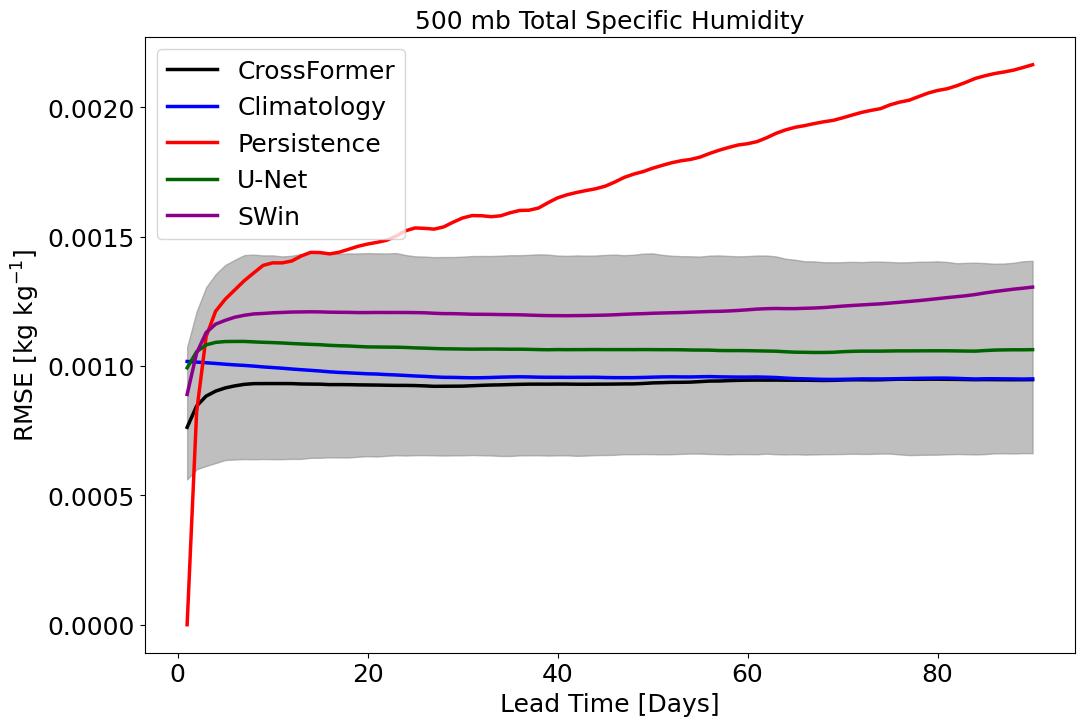 500 mb Total Specific Humidity
CrossFormer
Climatology
Persistence
U-Net
SWin
RMSE [kg kg⁻¹]
0.0020
0.0015
0.0010
0.0005
0.0000
0 20 40 60 80
Lead Time [Days]